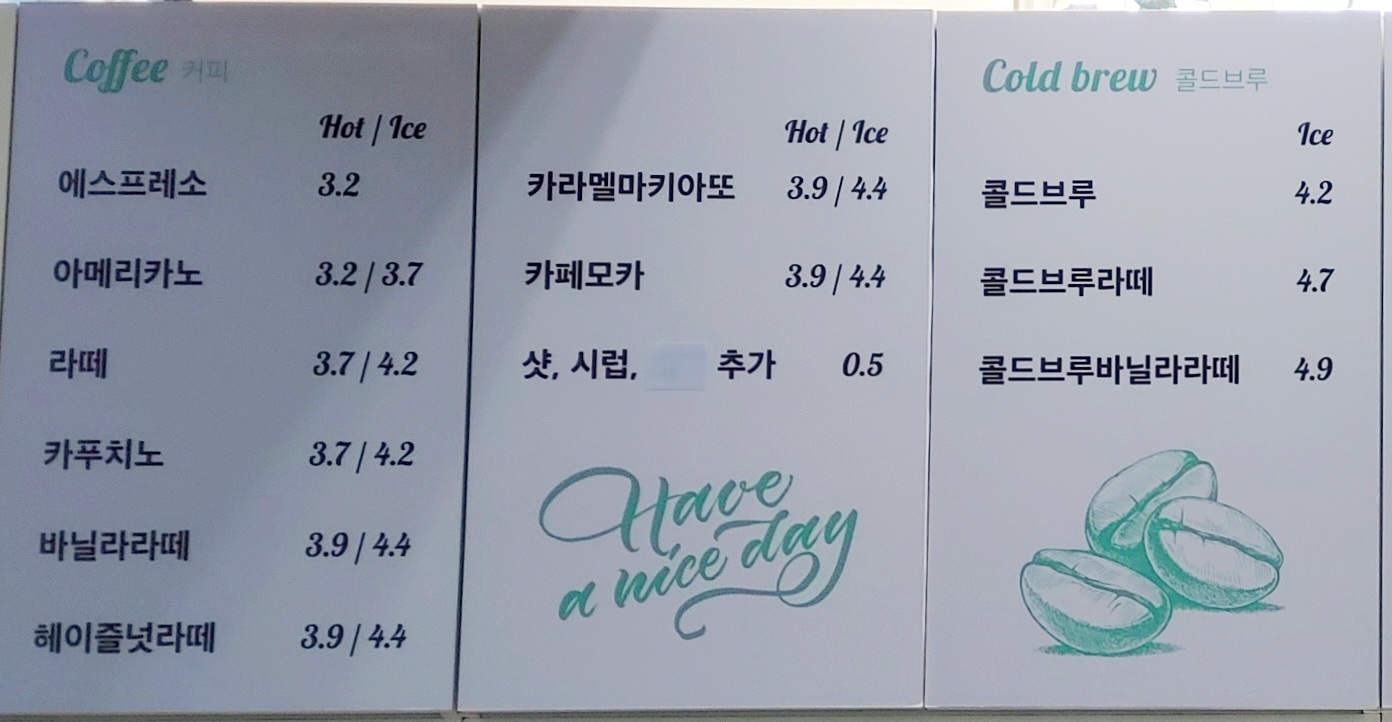 Coffee 커피
Hot / Ice
에스프레소 3.2
아메리카노 3.2 / 3.7
라떼 3.7 / 4.2
카푸치노 3.7 / 4.2
바닐라라떼 3.9 / 4.4
헤이즐넛라떼 3.9 / 4.4
Hot / Ice
카라멜마키아또 3.9 / 4.4
카페모카 3.9 / 4.4
샷, 시럽, 추가 0.5
Have
a nice day
Cold brew 콜드브루
Ice
콜드브루 4.2
콜드브루라떼 4.7
콜드브루바닐라라떼 4.9